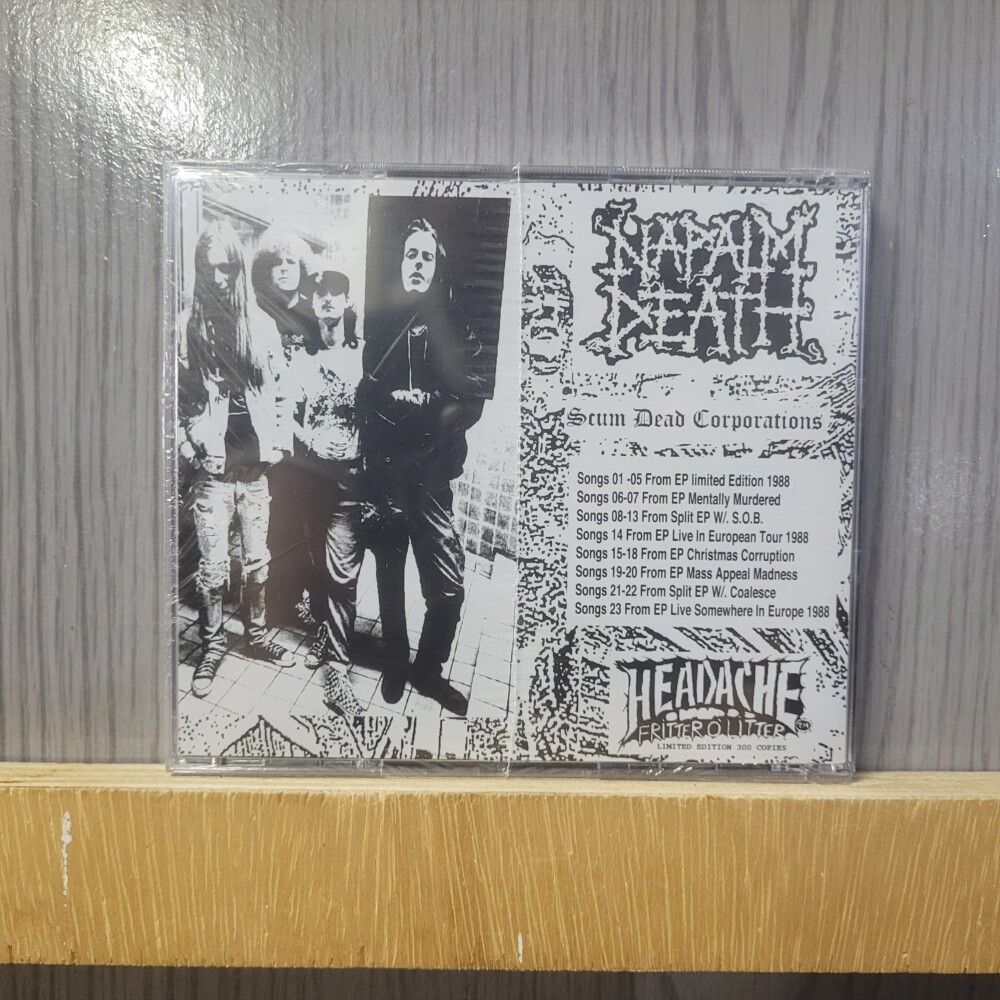 NAPALM
DEATH
Scum Dead Corporations
Songs 01 -05 From EP limited Edition 1988
Songs 06-07 From EP Mentally Murdered
Songs 08-13 From Split EP W/. S.O.B.
Songs 14 From EP Live In European Tour 1988
Songs 15-18 From EP Christmas Corruption
Songs 19-20 From EP Mass Appeal Madness
Songs 21-22 From Split EP W/. Coalesce
Songs 23 From EP Live Somewhere In Europe 1988
HEADACHE
FRITTER O LITTER
LIMITED EDITION 300 COPIES